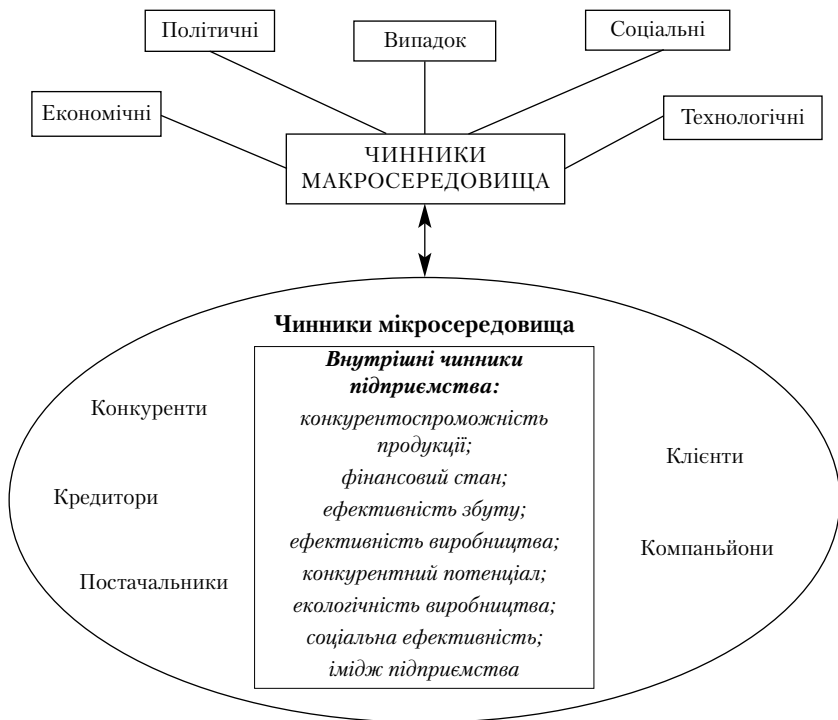 Політичні
Випадок
Соціальні
Економічні
Технологічні
ЧИННИКИ
МАКРОСЕРЕДОВИЩА
Чинники мікросередовища
Внутрішні чинники
підприємства:
конкурентоспроможність
продукції;
фінансовий стан;
ефективність збуту;
ефективність виробництва;
конкурентний потенціал;
екологічність виробництва;
соціальна ефективність;
імідж підприємства
Конкуренти
Кредитори
Постачальники
Клієнти
Компаньйони